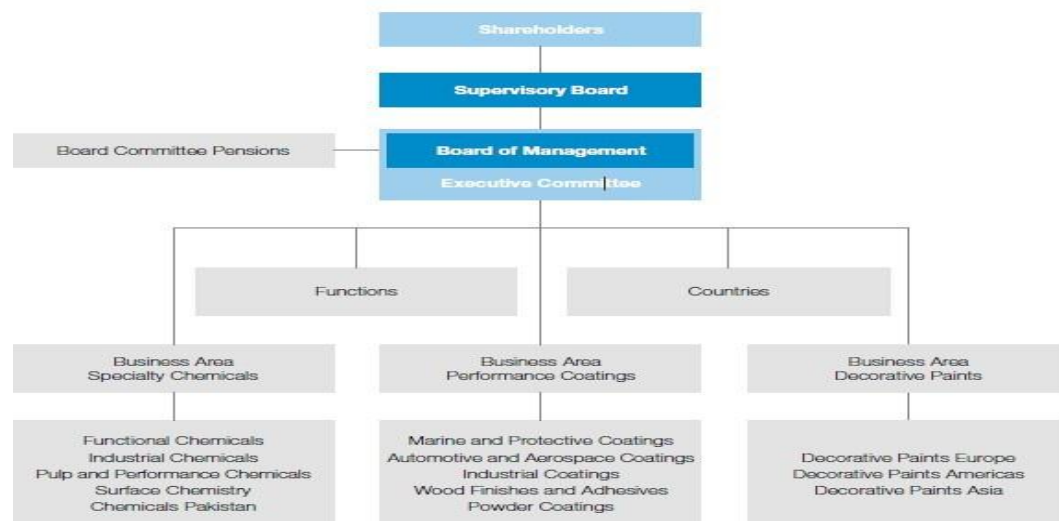 Shareholders
Supervisory Board
Board Committee Pensions
Board of Management
Executive Committee
Functions
Countries
Business Area
Specialty Chemicals
Business Area
Performance Coatings
Business Area
Decorative Paints
Functional Chemicals
Industrial Chemicals
Pulp and Performance Chemicals
Surface Chemistry
Chemicals Pakistan
Marine and Protective Coatings
Automotive and Aerospace Coatings
Industrial Coatings
Wood Finishes and Adhesives
Powder Coatings
Decorative Paints Europe
Decorative Paints Americas
Decorative Paints Asia